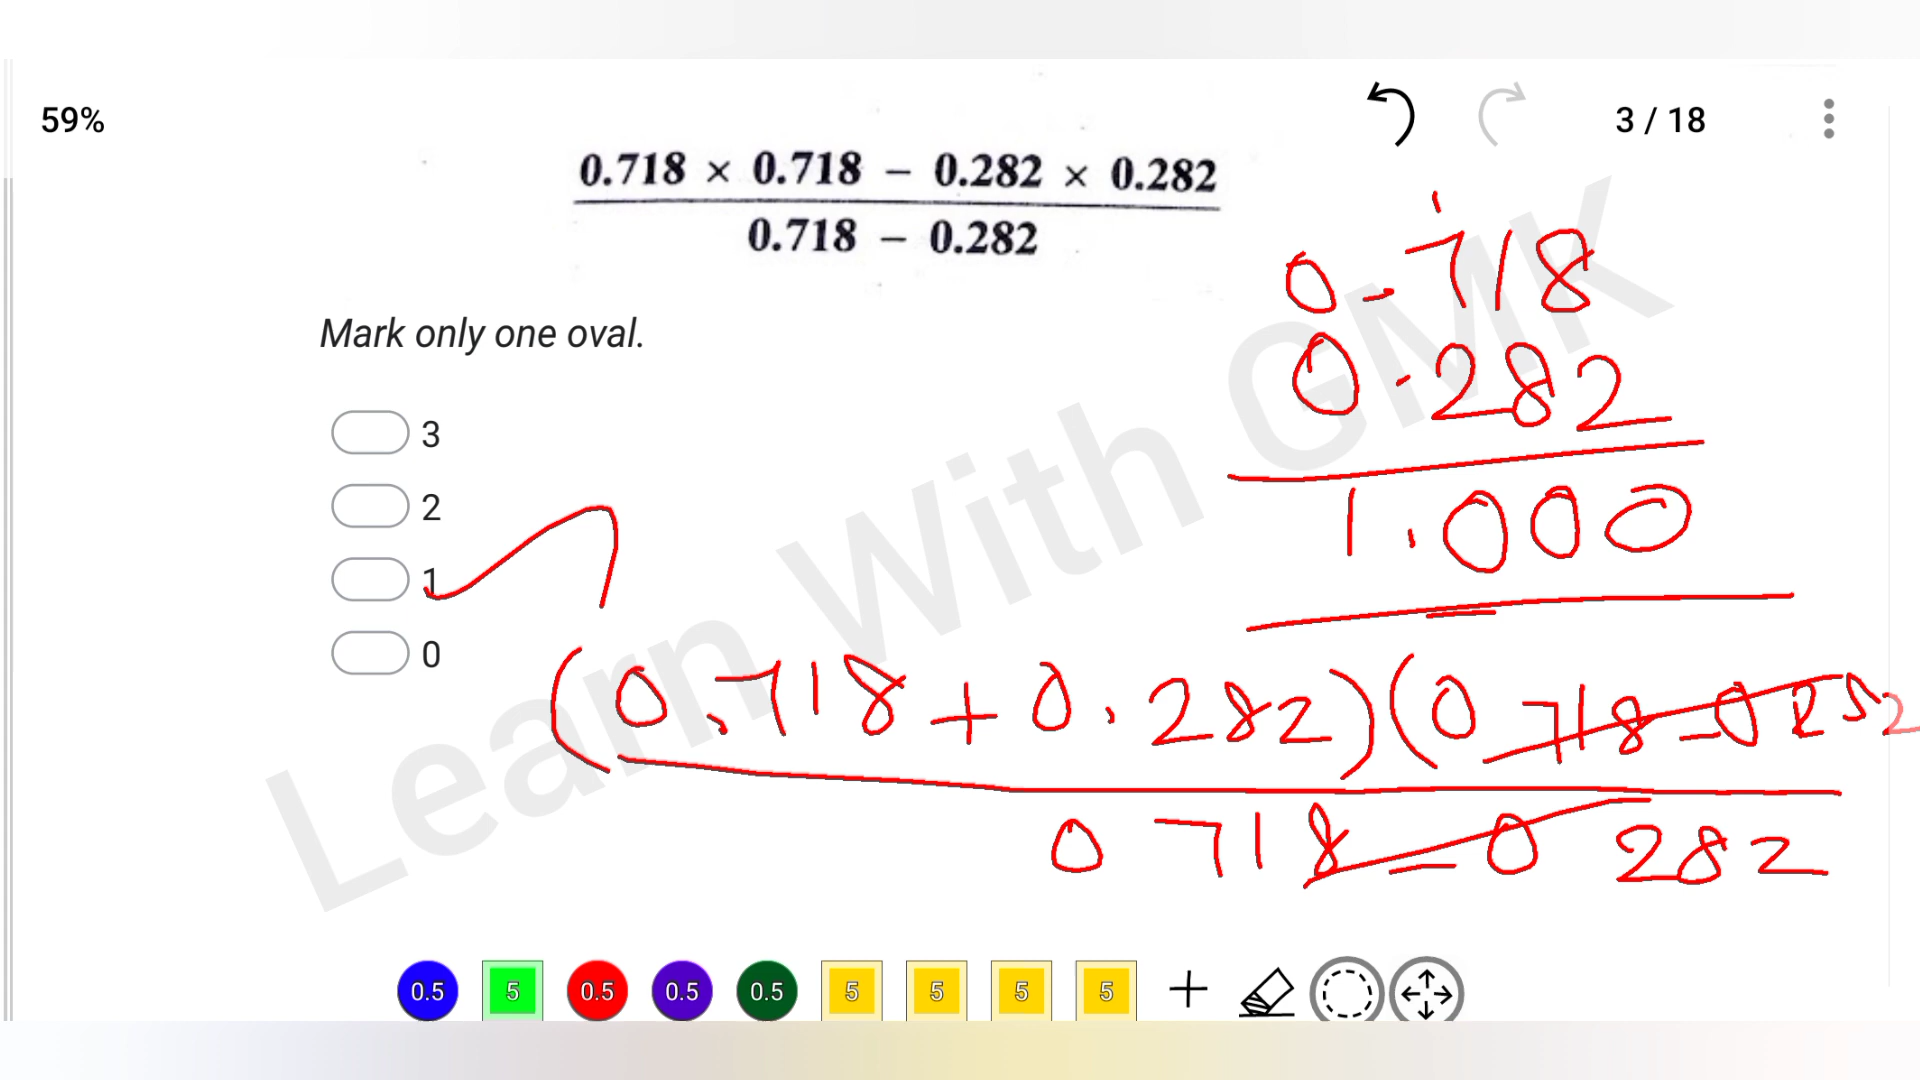 59%
3 / 18
0.718 × 0.718 – 0.282 × 0.282
0.718 – 0.282
Mark only one oval.
3
2
1
0
1
0.718
0.282
1.000
(0.718+0.282)(0 718-0 282
0 718-0 282
Learn With GMK
0.5 5 0.5 0.5 0.5 5 5 5 5 +